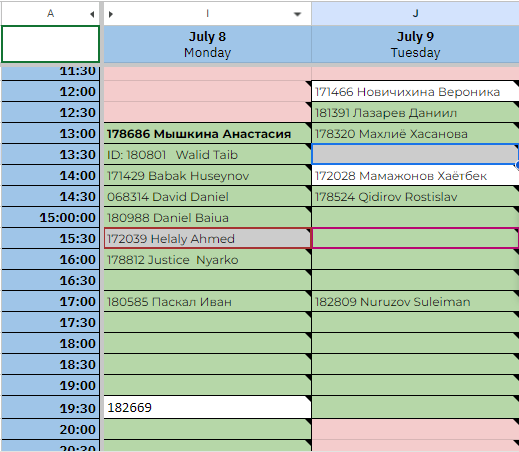 A I J
July 8 July 9
Monday Tuesday
11:30
12:00 171466 Новичихина Вероника
12:30 181391 Лазарев Даниил
13:00 178686 Мышкина Анастасия 178320 Махлиё Хасанова
13:30 ID: 180801 Walid Taib
14:00 171429 Babak Huseynov 172028 Мамажонов Хаётбек
14:30 068314 David Daniel 178524 Qidirov Rostislav
15:00:00 180988 Daniel Baiua
15:30 172039 Helaly Ahmed
16:00 178812 Justice Nyarko
16:30
17:00 180585 Паскал Иван 182809 Nuruzov Suleiman
17:30
18:00
18:30
19:00
19:30 182669
20:00
20:30